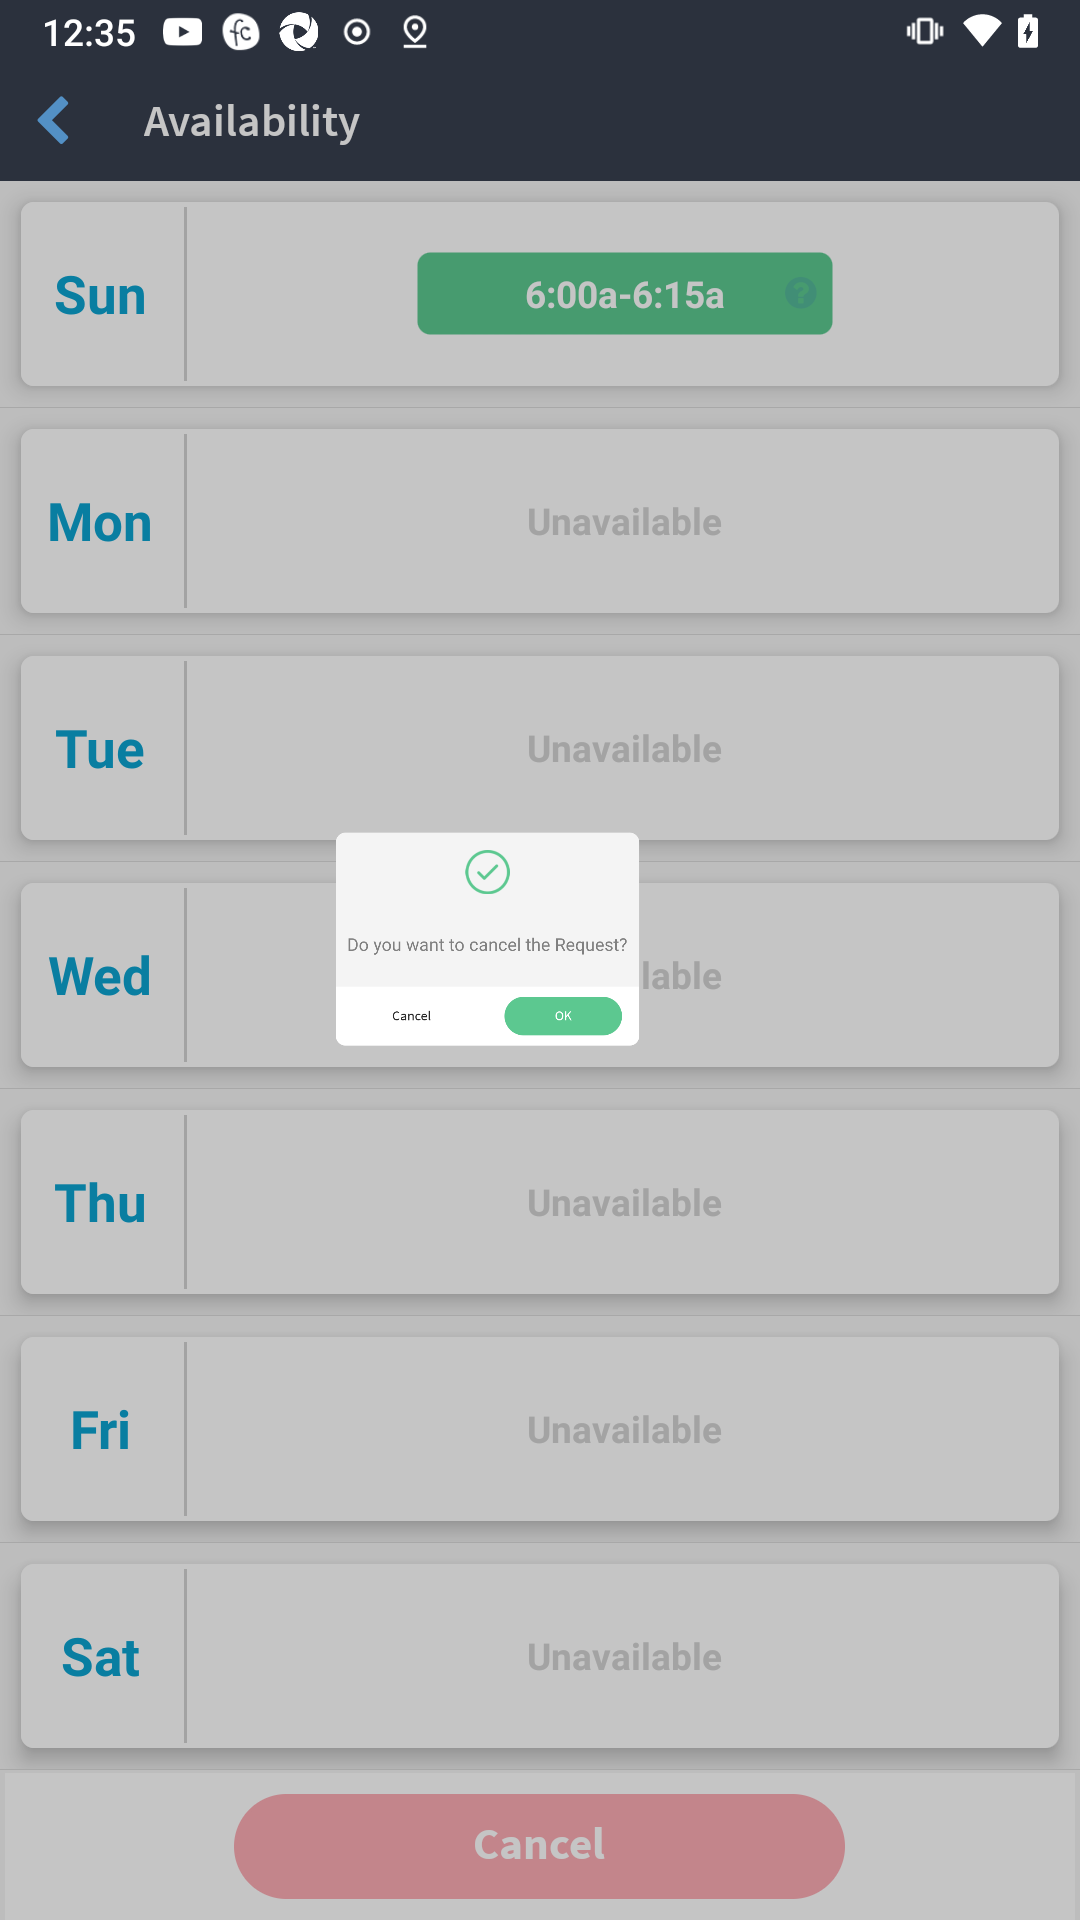 12:35
Availability
Sun
6:00a-6:15a
Mon
Unavailable
Tue
Unavailable
Do you want to cancel the Request?
Cancel
OK
Wed
lable
Thu
Unavailable
Fri
Unavailable
Sat
Unavailable
Cancel